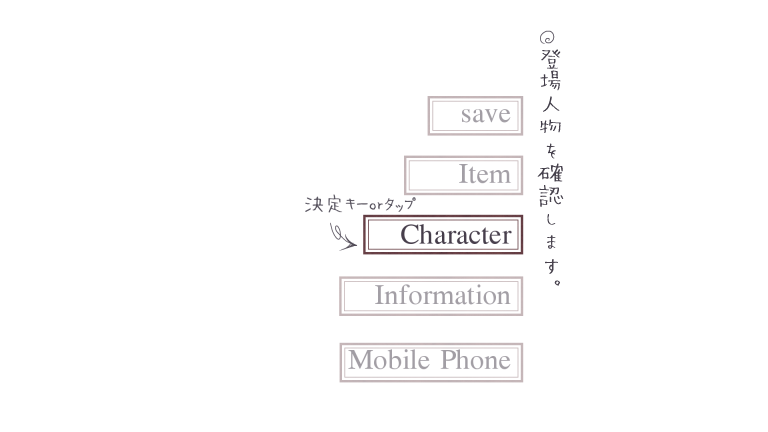 登場人物を確認します。
save
Item
決定キーorタップ
Character
Information
Mobile Phone